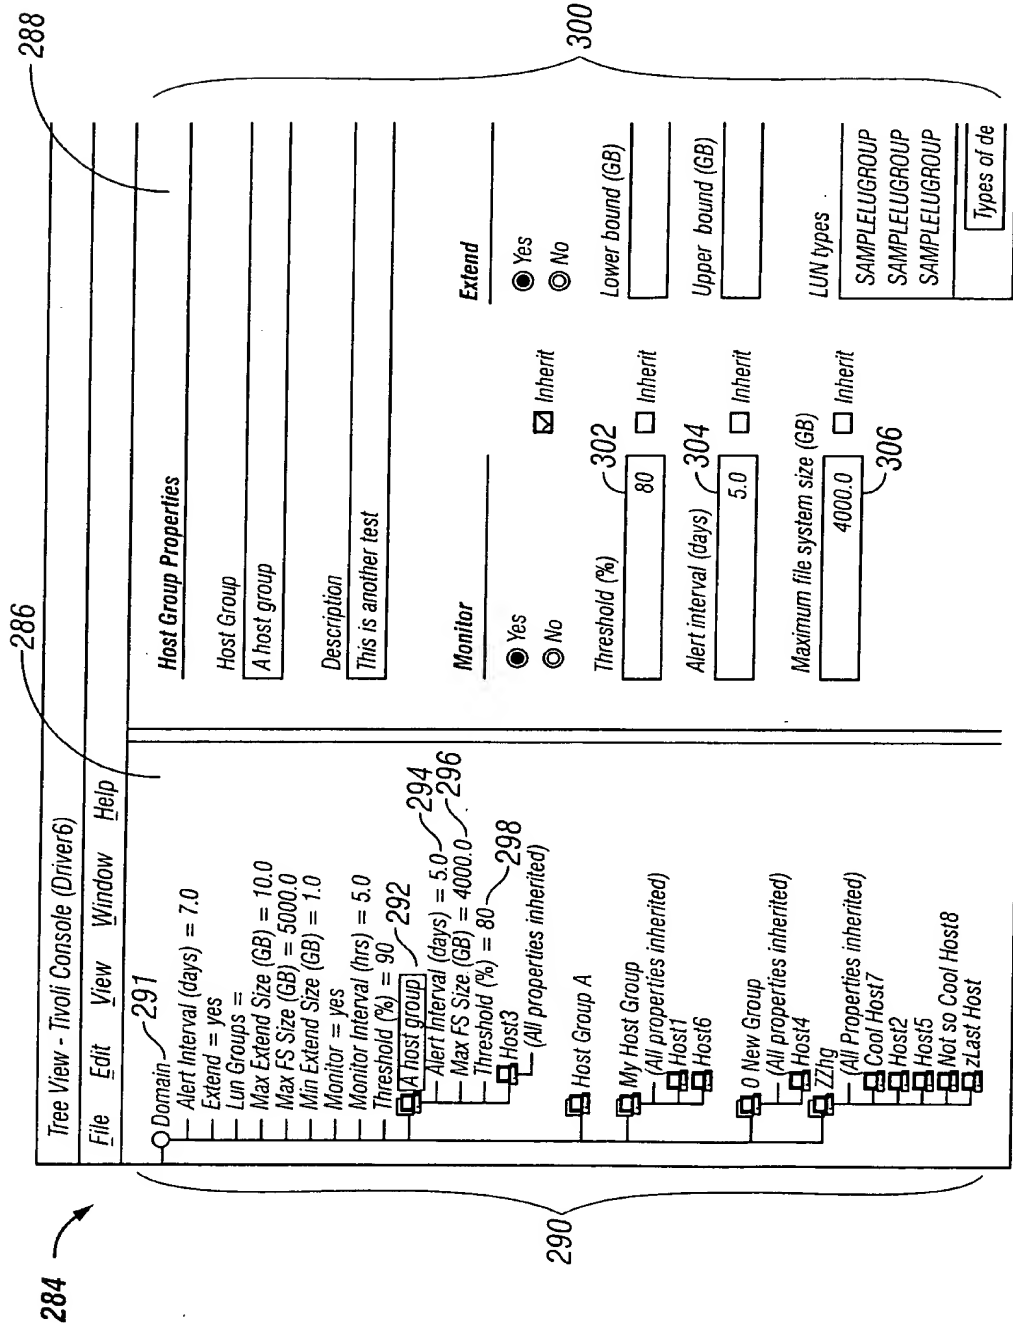 284
286
288
Tree View - Tivoli Console (Driver6)
File Edit View Window Help
290
Domain
291
Alert Interval (days) = 7.0
Extend = yes
Lun Groups =
Max Extend Size (GB) = 10.0
Max FS Size (GB) = 5000.0
Min Extend Size (GB) = 1.0
Monitor = yes
Monitor Interval (hrs) = 5.0
Threshold (%) = 90
292
A host group
Alert Interval (days) = 5.0
294
Max FS Size. (GB) = 4000.0
296
Threshold (%) = 80
298
Host3
(All properties inherited)
Host Group A
My Host Group
(All properties inherited)
Host1
Host6
O New Group
(All properties inherited)
Host4
ZZhg
(All Properties inherited)
Cool Host7
Host2
Host5
Not so Cool Host8
zLast Host
Host Group Properties
Host Group
A host group
Description
This is another test
Monitor
Yes
No
Inherit
Threshold (%)
302
80
Inherit
Alert interval (days)
304
5.0
Inherit
Maximum file system size (GB)
4000.0
306
Inherit
Extend
Yes
No
Lower bound (GB)
Upper bound (GB)
LUN types
SAMPLELUGROUP
SAMPLELUGROUP
SAMPLELUGROUP
Types of de
300